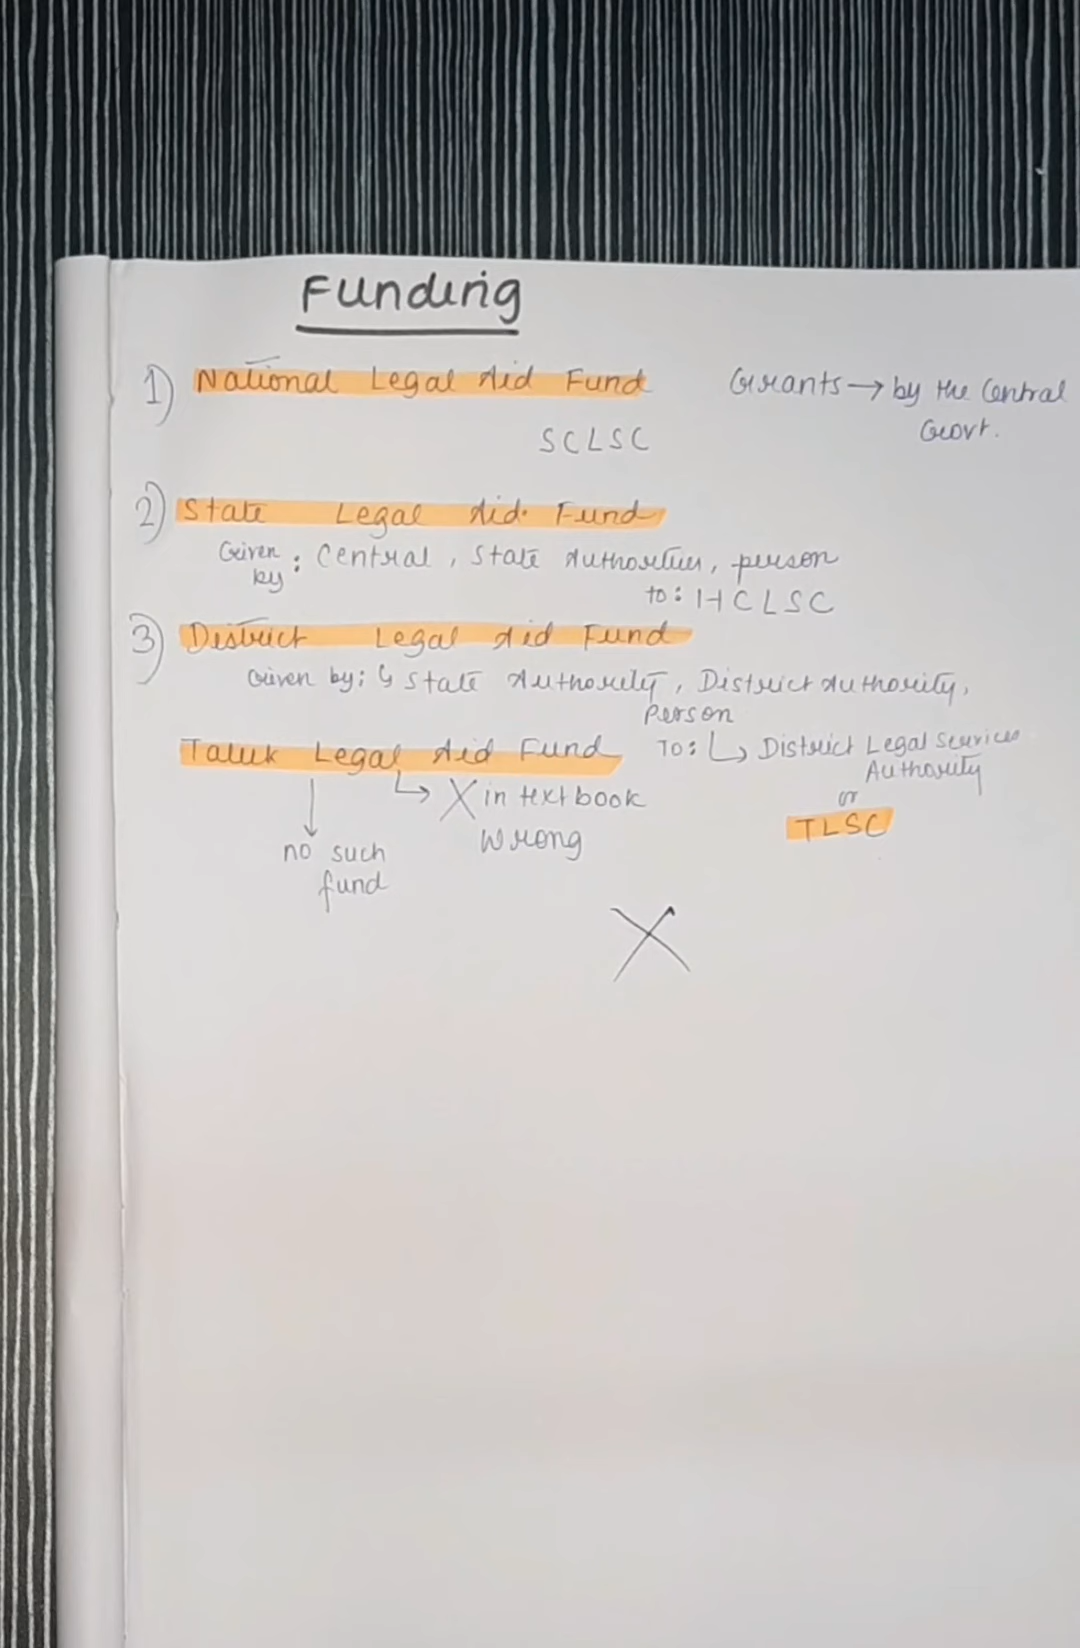 Funding
1) National Legal Aid Fund Grants → by the Central
Govt.
SCLSC
2) State Legal Aid Fund
Given by : Central, State Authorities, person
to: HCLSC
3) District Legal Aid Fund
Given by: ↳ State Authority, District Authority,
Person
Taluk Legal Aid Fund To: ↳ District Legal Services
Authority
↳ X in textbook
or
wrong
TLSC
↓
no such
fund
X